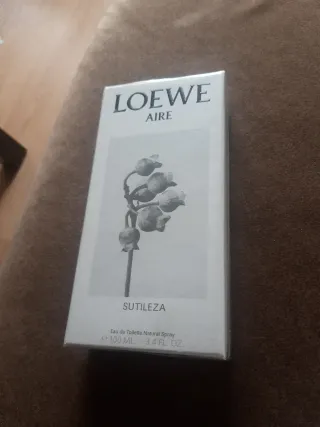 LOEWE
AIRE
SUTILEZA
Eau de Toilette Natural Spray
℮ 100 ML. 3.4 FL. OZ.